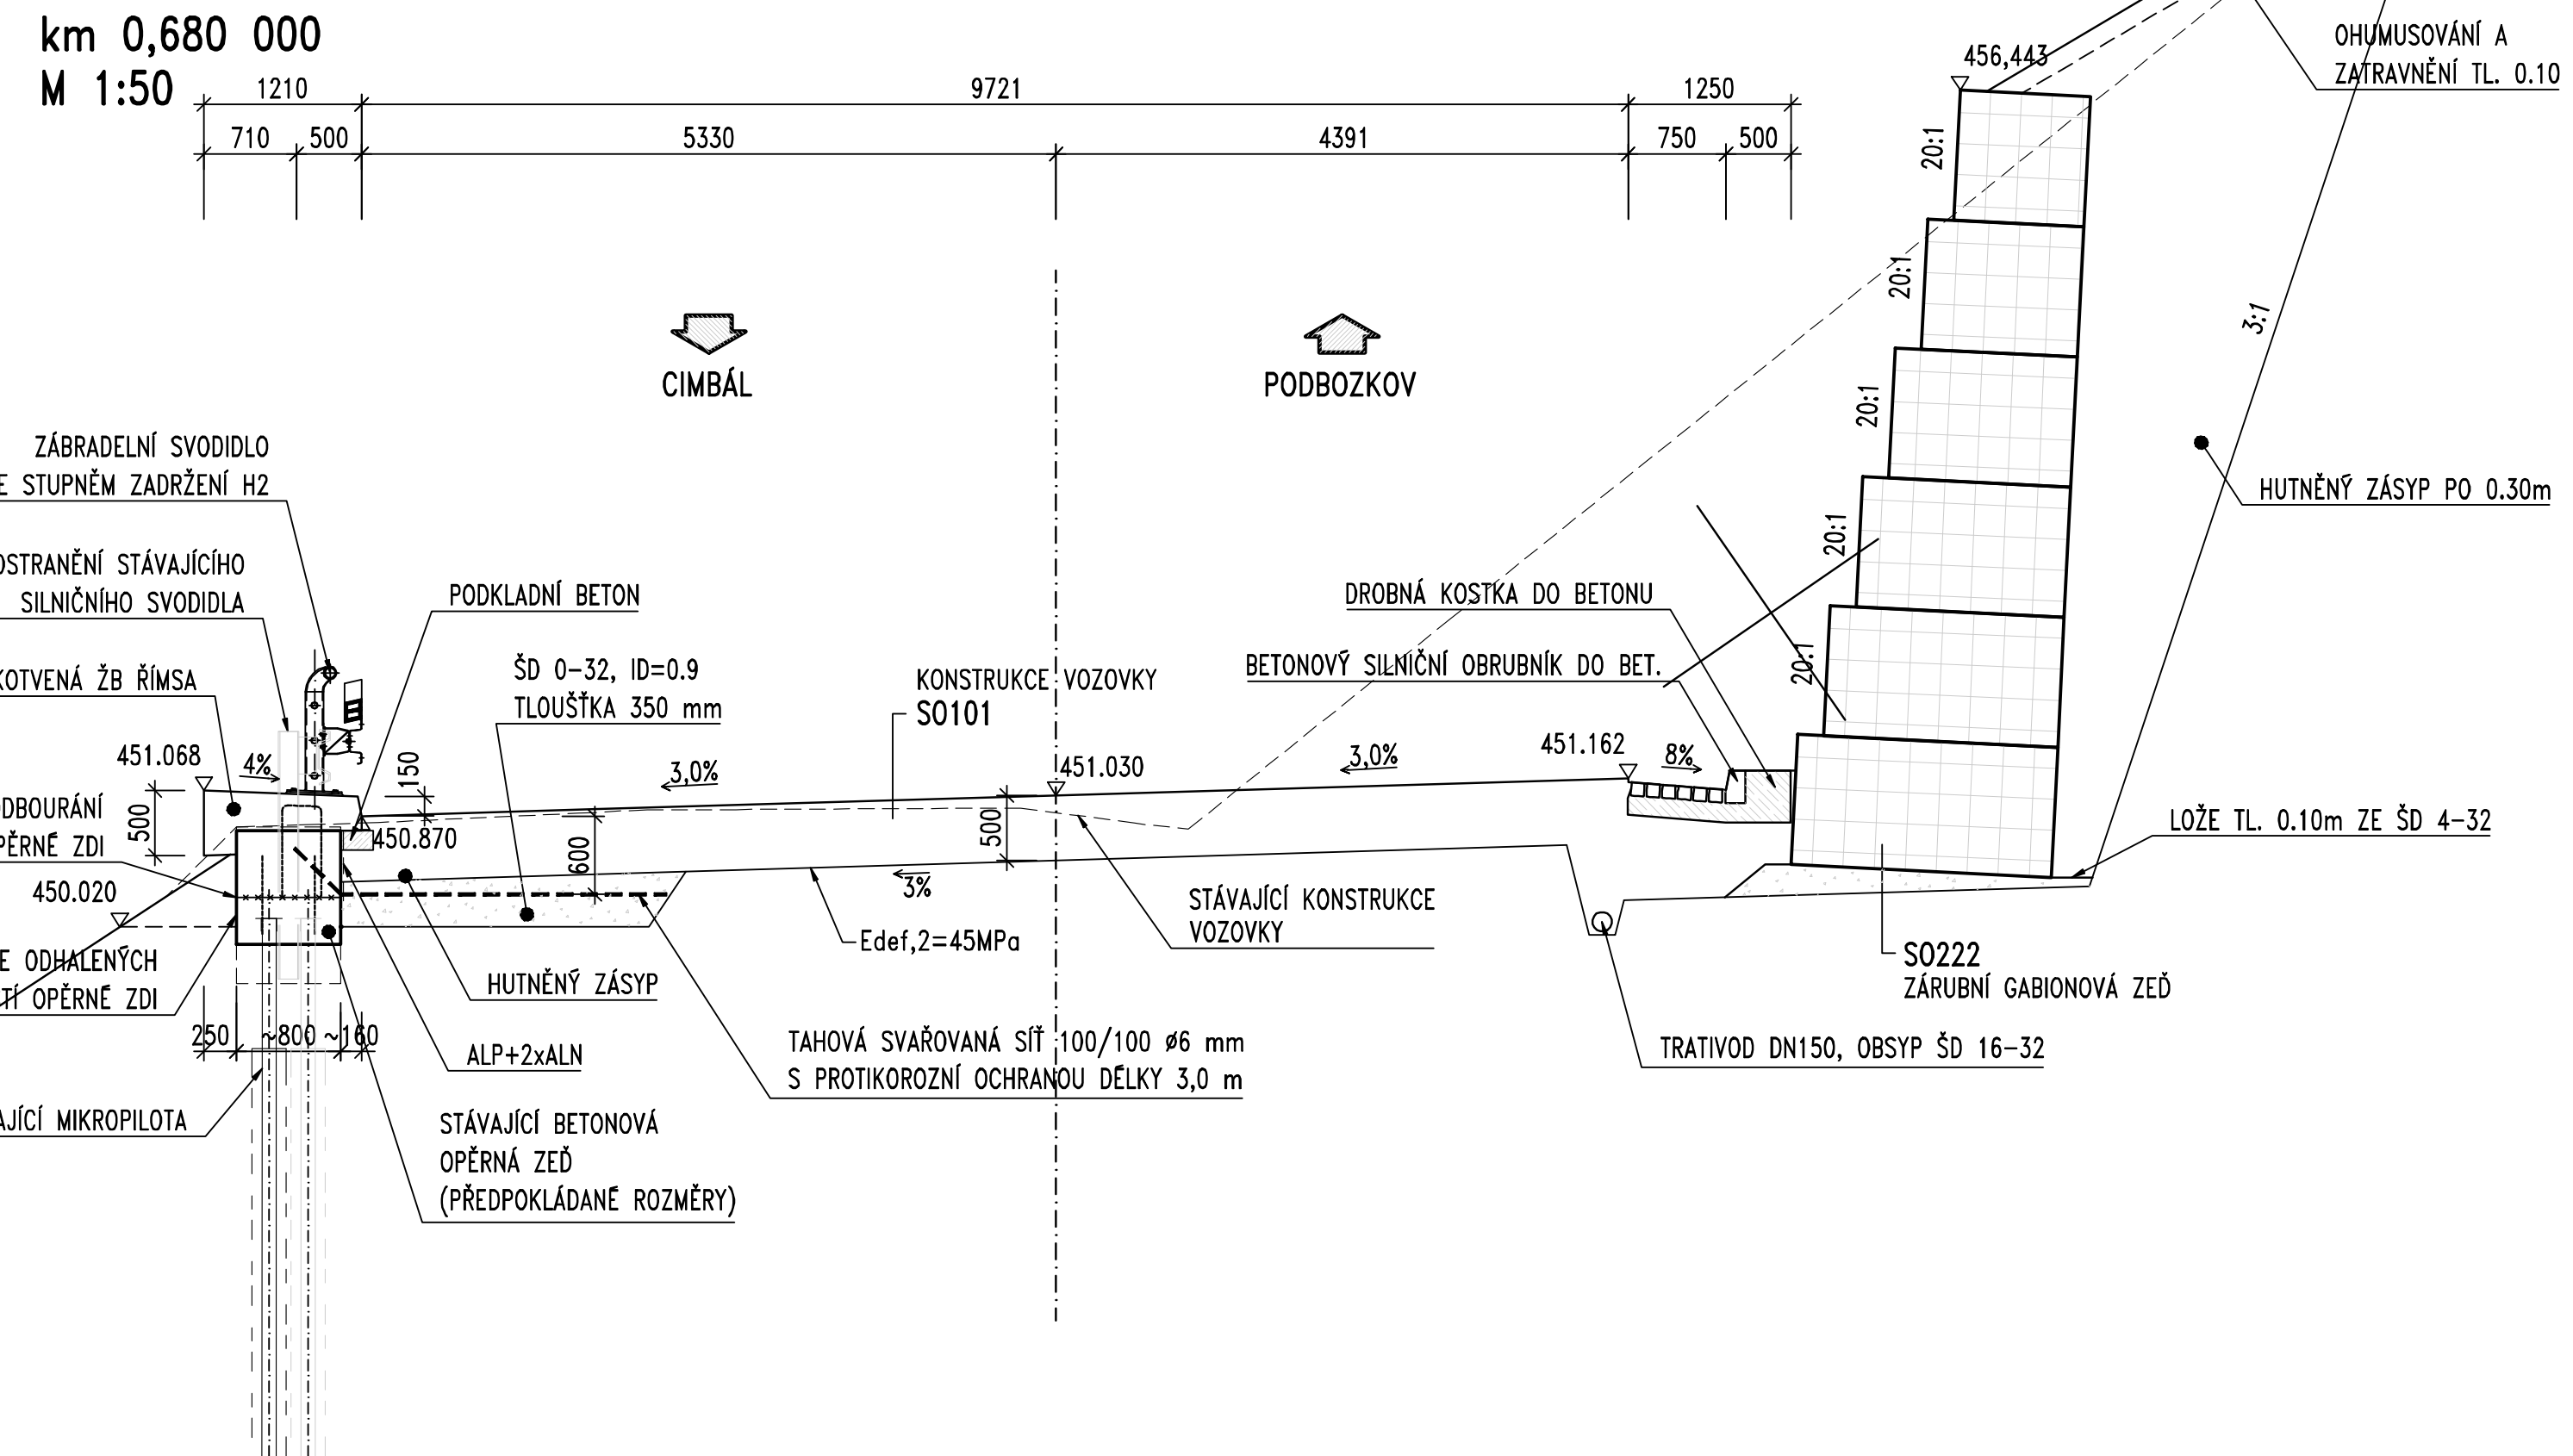 km 0,680 000
M 1:50
1210
9721
1250
710
500
5330
4391
750
500
456,443
OHUMUSOVÁNÍ A
ZATRAVNĚNÍ TL. 0.10
20:1
20:1
20:1
20:1
20:1
3:1
CIMBÁL
PODBOZKOV
ZÁBRADELNÍ SVODIDLO
E STUPNĚM ZADRŽENÍ H2
HUTNĚNÝ ZÁSYP PO 0.30m
OSTRANĚNÍ STÁVAJÍCÍHO
SILNIČNÍHO SVODIDLA
PODKLADNÍ BETON
DROBNÁ KOSTKA DO BETONU
BETONOVÝ SILNIČNÍ OBRUBNÍK DO BET.
KOTVENÁ ŽB ŘÍMSA
ŠD 0-32, ID=0.9
TLOUŠŤKA 350 mm
KONSTRUKCE VOZOVKY
SO101
451.068
4%
150
3,0%
451.030
3,0%
451.162
8%
ODBOURÁNÍ
PĚRNÉ ZDI
500
450.870
600
500
LOŽE TL. 0.10m ZE ŠD 4-32
450.020
3%
STÁVAJÍCÍ KONSTRUKCE
VOZOVKY
Edef,2=45MPa
SO222
ZÁRUBNÍ GABIONOVÁ ZEĎ
E ODHALENÝCH
TÍ OPĚRNÉ ZDI
HUTNĚNÝ ZÁSYP
250
~800
~160
ALP+2xALN
TAHOVÁ SVAŘOVANÁ SÍŤ 100/100 ø6 mm
S PROTIKOROZNÍ OCHRANOU DÉLKY 3,0 m
TRATIVOD DN150, OBSYP ŠD 16-32
AJÍCÍ MIKROPILOTA
STÁVAJÍCÍ BETONOVÁ
OPĚRNÁ ZEĎ
(PŘEDPOKLÁDANÉ ROZMĚRY)